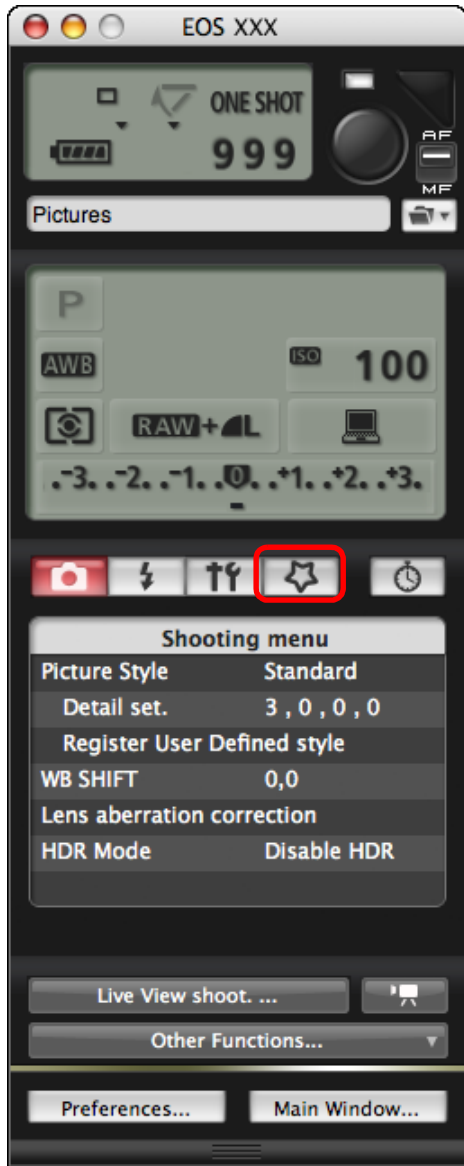 EOS XXX
ONE SHOT
999
AF
MF
Pictures
P
AWB
ISO 100
RAW+L
.-3. .-2. .-1. .0. .+1. .+2. .+3.
Shooting menu
Picture Style Standard
Detail set. 3 , 0 , 0 , 0
Register User Defined style
WB SHIFT 0,0
Lens aberration correction
HDR Mode Disable HDR
Live View shoot. ...
Other Functions...
Preferences... Main Window...